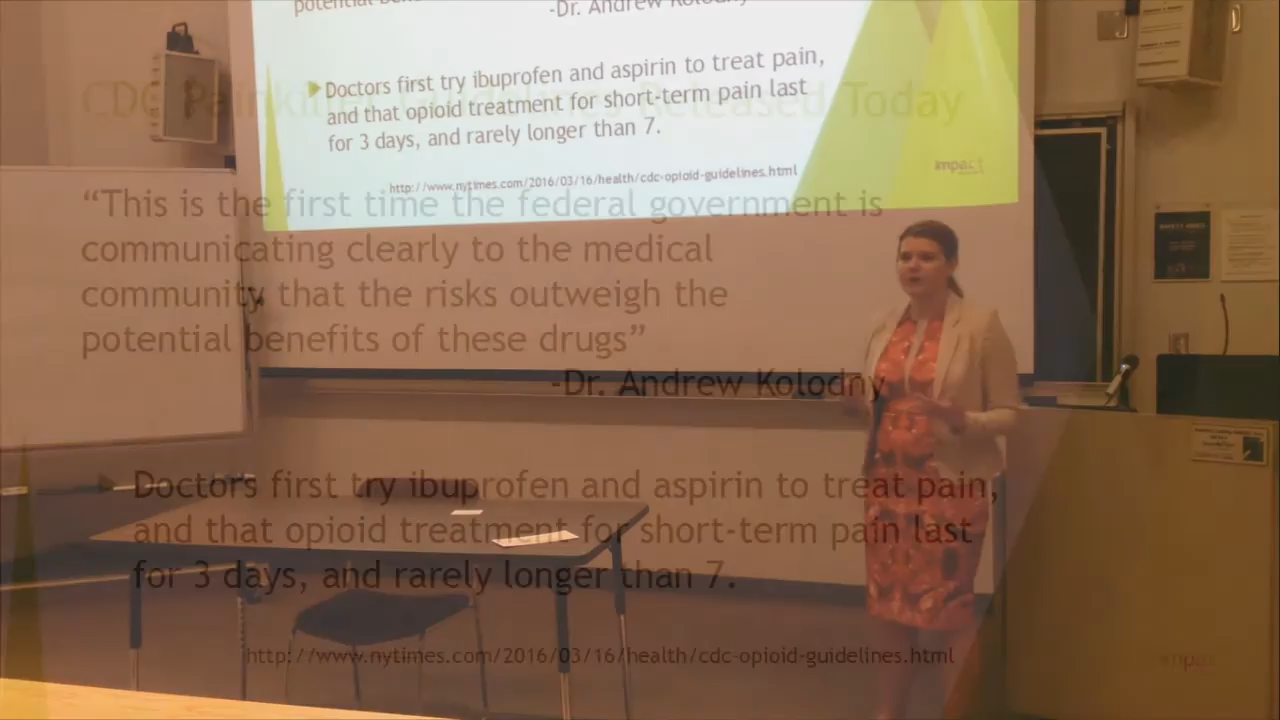 potential
-Dr. Andrew Kolodny
Doctors first try ibuprofen and aspirin to treat pain,
and that opioid treatment for short-term pain last
for 3 days, and rarely longer than 7.
http://www.nytimes.com/2016/03/16/health/cdc-opioid-guidelines.html
impact
CDC Painkiller Guidelines Released Today
“This is the first time the federal government is
communicating clearly to the medical
community that the risks outweigh the
potential benefits of these drugs”
-Dr. Andrew Kolodny
Doctors first try ibuprofen and aspirin to treat pain,
and that opioid treatment for short-term pain last
for 3 days, and rarely longer than 7.
http://www.nytimes.com/2016/03/16/health/cdc-opioid-guidelines.html
impact